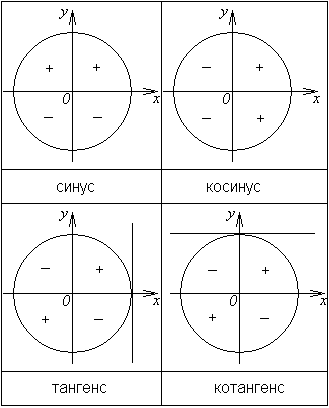 y y
+ + – +
0 x 0 x
– – – +
синус косинус
y y
– + – +
0 x 0 x
+ – + –
тангенс котангенс